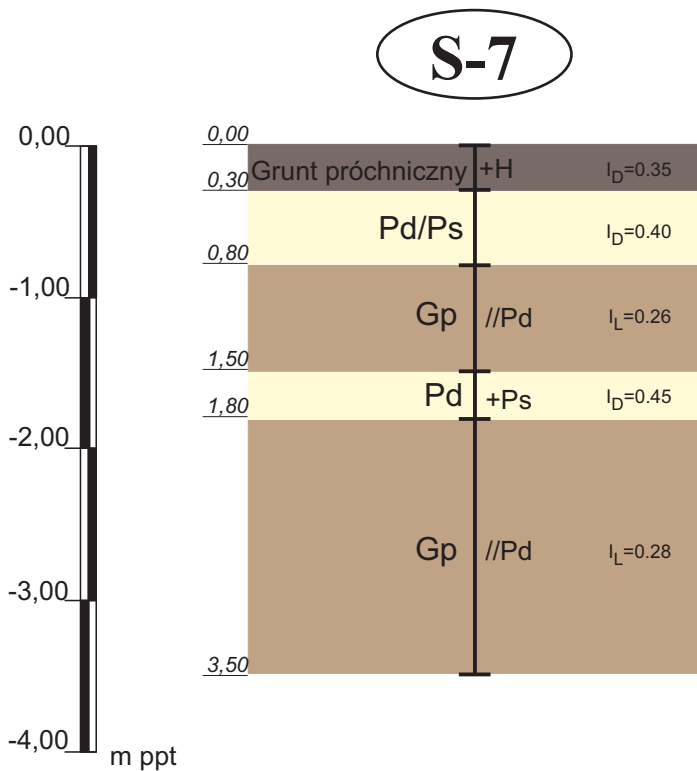 S-7
0,00
0,00
Grunt próchniczny +H I_D=0.35
0,30
Pd/Ps I_D=0.40
0,80
-1,00
Gp //Pd I_L=0.26
1,50
Pd +Ps I_D=0.45
1,80
-2,00
Gp //Pd I_L=0.28
-3,00
3,50
-4,00
m ppt